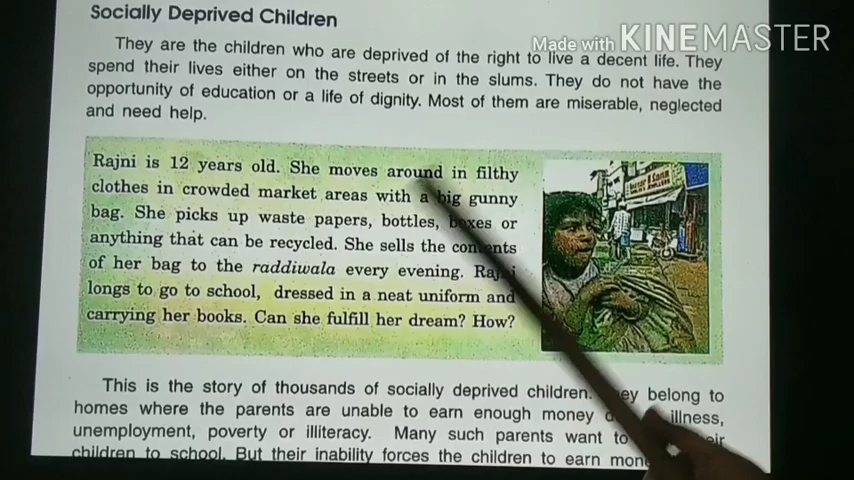 Socially Deprived Children
Made with KINEMASTER
They are the children who are deprived of the right to live a decent life. They
spend their lives either on the streets or in the slums. They do not have the
opportunity of education or a life of dignity. Most of them are miserable, neglected
and need help.
Rajni is 12 years old. She moves around in filthy
clothes in crowded market areas with a big gunny
bag. She picks up waste papers, bottles, boxes or
anything that can be recycled. She sells the contents
of her bag to the raddiwala every evening. Rajni
longs to go to school, dressed in a neat uniform and
carrying her books. Can she fulfill her dream? How?
This is the story of thousands of socially deprived children. They belong to
homes where the parents are unable to earn enough money illness,
unemployment, poverty or illiteracy. Many such parents want to their
children to school. But their inability forces the children to earn